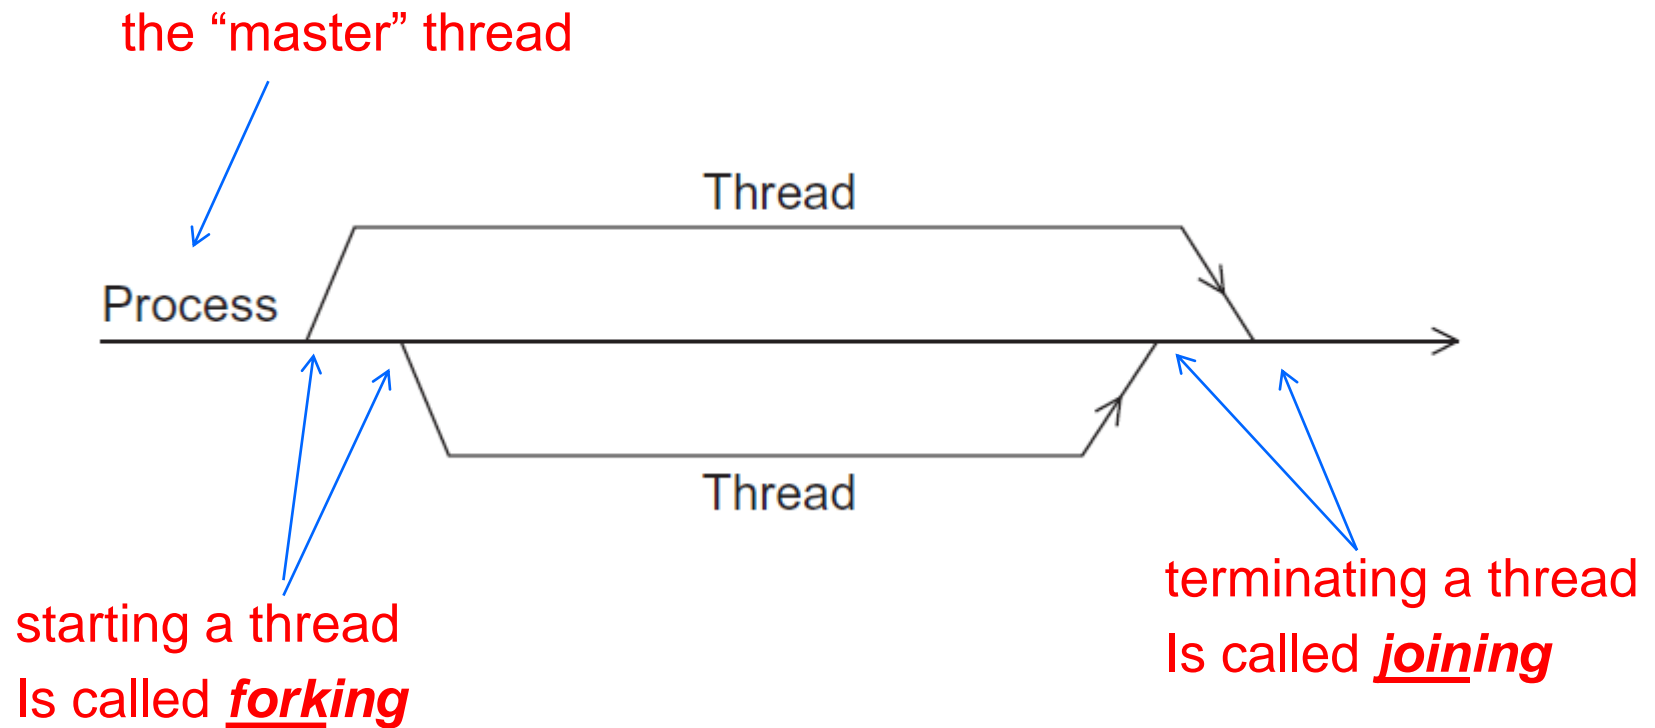 the “master” thread
Thread
Process
Thread
starting a thread
Is called forking
terminating a thread
Is called joining